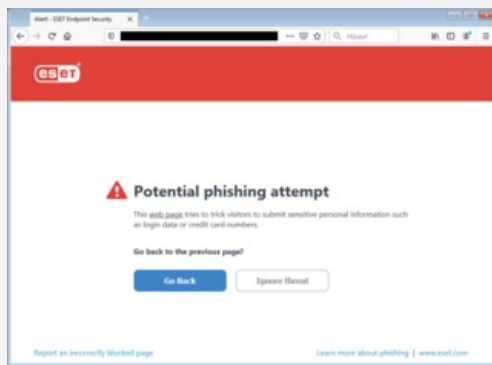 Alert! - ESET Endpoint Security
eset
Potential phishing attempt
This web page tries to trick visitors to submit sensitive personal information such
as login data or credit card numbers.
Go back to the previous page?
Go Back
Ignore threat
Report an incorrectly blocked page
Learn more about phishing | www.eset.com